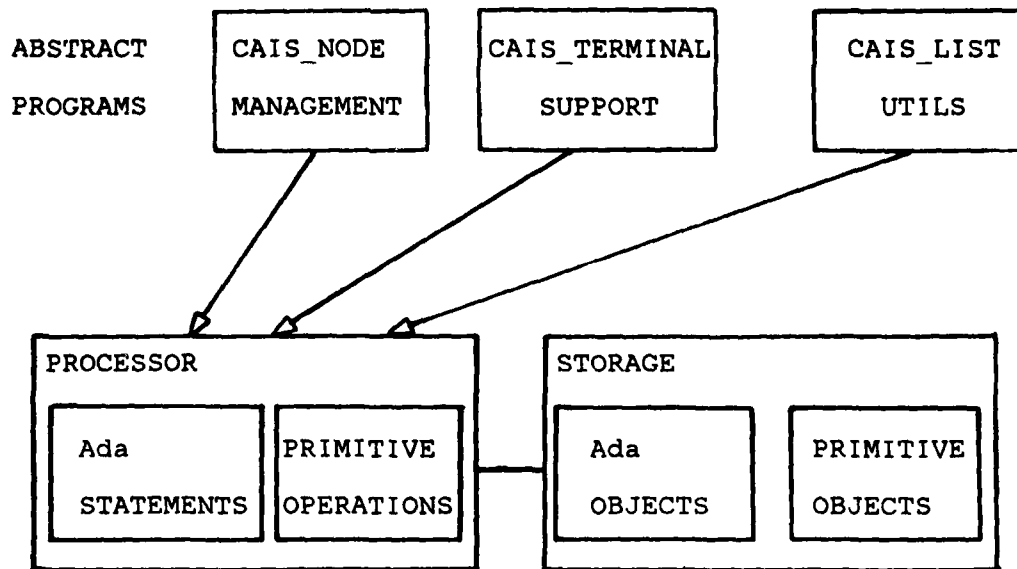 ABSTRACT
PROGRAMS
CAIS_NODE
MANAGEMENT
CAIS_TERMINAL
SUPPORT
CAIS_LIST
UTILS
PROCESSOR
Ada
STATEMENTS
PRIMITIVE
OPERATIONS
STORAGE
Ada
OBJECTS
PRIMITIVE
OBJECTS